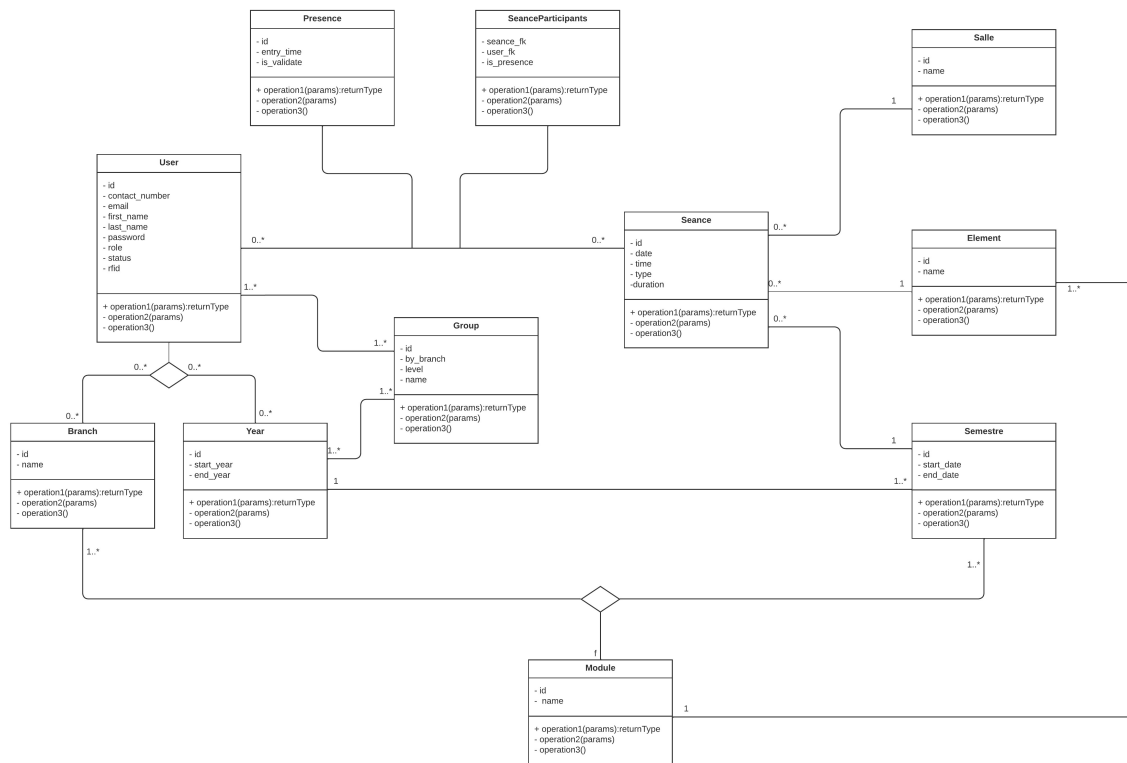 Presence
- id
- entry_time
- is_validate
+ operation1(params):returnType
- operation2(params)
- operation3()
SeanceParticipants
- seance_fk
- user_fk
- is_presence
+ operation1(params):returnType
- operation2(params)
- operation3()
Salle
- id
- name
+ operation1(params):returnType
- operation2(params)
- operation3()
1
0..*
User
- id
- contact_number
- email
- first_name
- last_name
- password
- role
- status
- rfid
+ operation1(params):returnType
- operation2(params)
- operation3()
0..*
0..*
Seance
- id
- date
- time
- type
-duration
+ operation1(params):returnType
- operation2(params)
- operation3()
0..*
1
0..*
Element
- id
- name
+ operation1(params):returnType
- operation2(params)
- operation3()
1..*
1..*
1..*
Group
- id
- by_branch
- level
- name
+ operation1(params):returnType
- operation2(params)
- operation3()
1..*
1..*
0..*
0..*
0..*
0..*
Branch
- id
- name
+ operation1(params):returnType
- operation2(params)
- operation3()
1..*
Year
- id
- start_year
- end_year
+ operation1(params):returnType
- operation2(params)
- operation3()
1
1..*
1
Semestre
- id
- start_date
- end_date
+ operation1(params):returnType
- operation2(params)
- operation3()
1..*
f
Module
- id
- name
+ operation1(params):returnType
- operation2(params)
- operation3()
1